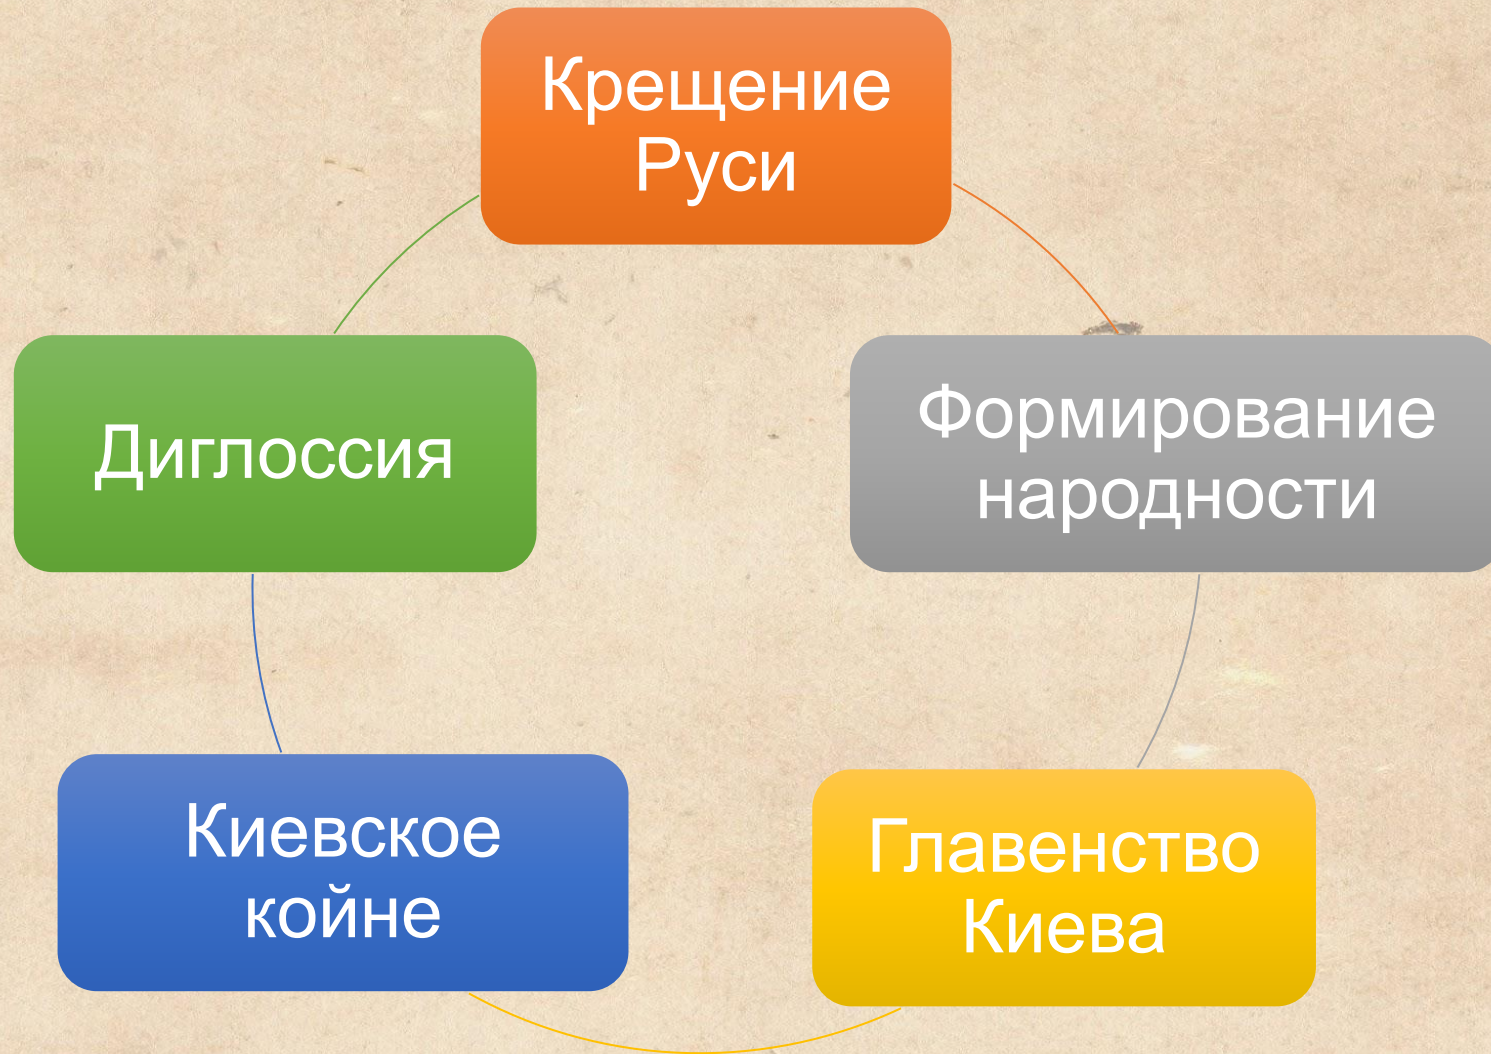 Крещение
Руси
Диглоссия
Формирование
народности
Киевское
койне
Главенство
Киева